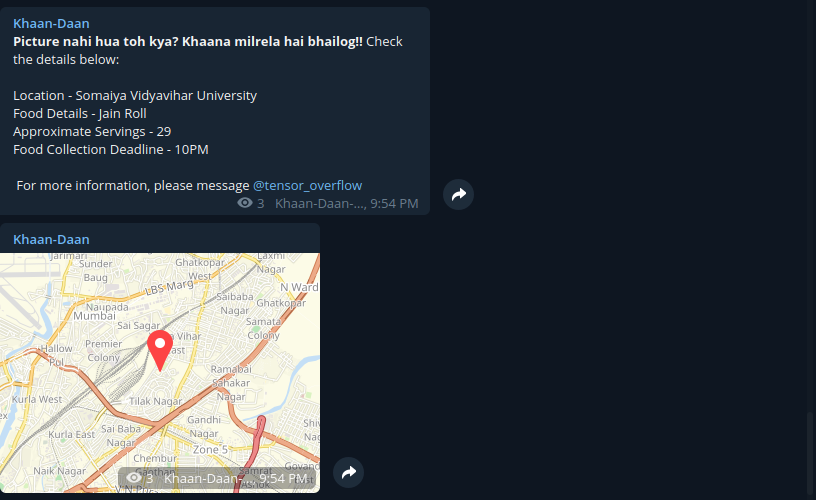 Khaan-Daan
Picture nahi hua toh kya? Khaana milrela hai bhailog!! Check
the details below:
Location - Somaiya Vidyavihar University
Food Details - Jain Roll
Approximate Servings - 29
Food Collection Deadline - 10PM
For more information, please message @tensor_overflow
3 Khaan-Daan-..., 9:54 PM
Khaan-Daan
Jarimari
Sunder
Baug
Ghatkopar
West
Laxmi
Nagar
LBS Marg
N Ward
Saibaba
Nagar
Ghatkopar
Naupada
Mumbai
Sai Sagar
Samata
Colony
Premier
Colony
Vihar
East
Hallow
Pol
Ramabai
Sahakar
Nagar
Kurla West
Tilak Nagar
Gandhi
Nagar
Sai Baba
Nagar
Kurla East
Zone 5
Shiv
Nag
Chembur
Naik Nagar
Samrat
Ashok
Govand
3 Khaan-Daan-..., 9:54 PM